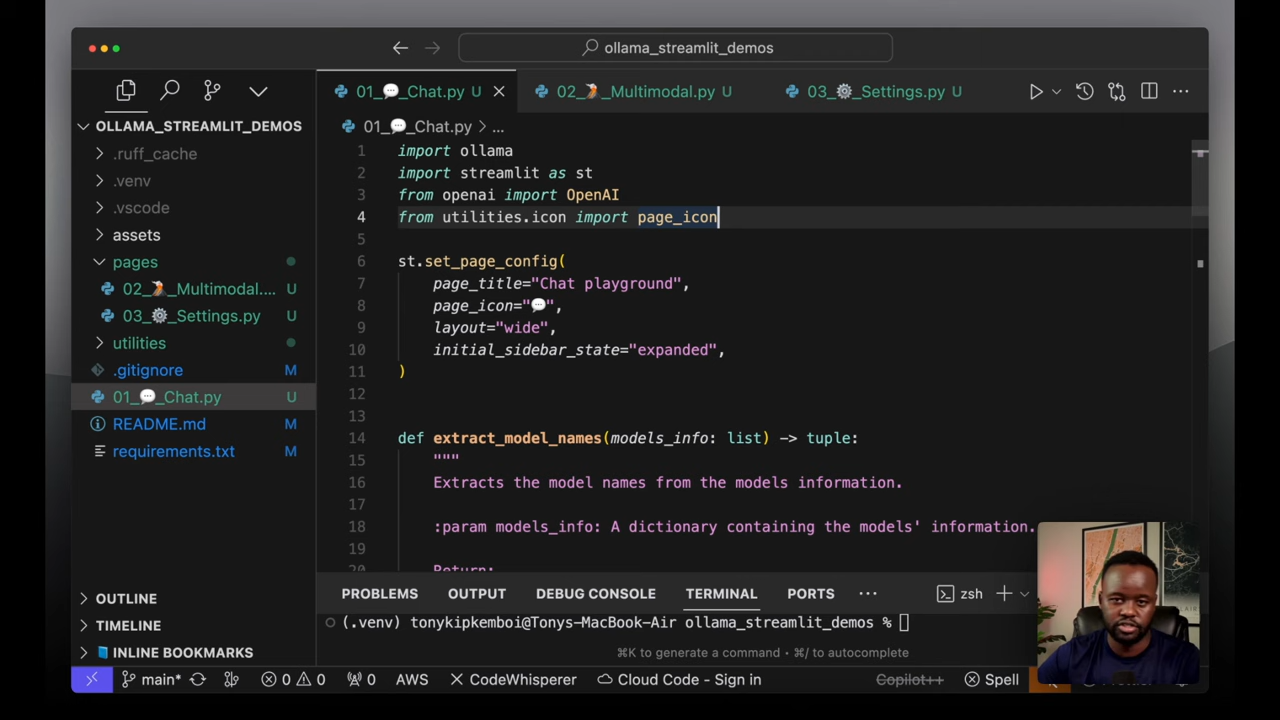 ollama_streamlit_demos
01_💬_Chat.py U
02_🌋_Multimodal.py U
03_⚙️_Settings.py U
OLLAMA_STREAMLIT_DEMOS
.ruff_cache
.venv
.vscode
assets
pages
02_🌋_Multimodal.... U
03_⚙️_Settings.py U
utilities
.gitignore M
01_💬_Chat.py U
README.md M
requirements.txt M
OUTLINE
TIMELINE
📘 INLINE BOOKMARKS
01_💬_Chat.py > ...
1 import ollama
2 import streamlit as st
3 from openai import OpenAI
4 from utilities.icon import page_icon
5
6 st.set_page_config(
7 page_title="Chat playground",
8 page_icon="💬",
9 layout="wide",
10 initial_sidebar_state="expanded",
11 )
12
13
14 def extract_model_names(models_info: list) -> tuple:
15 """
16 Extracts the model names from the models information.
17
18 :param models_info: A dictionary containing the models' information.
19
20 Return:
PROBLEMS OUTPUT DEBUG CONSOLE TERMINAL PORTS ... zsh
(.venv) tonykipkemboi@Tonys-MacBook-Air ollama_streamlit_demos %
⌘K to generate a command · ⌘/ to autocomplete
main* 0 0 0 AWS CodeWhisperer Cloud Code - Sign in Copilot++ Spell